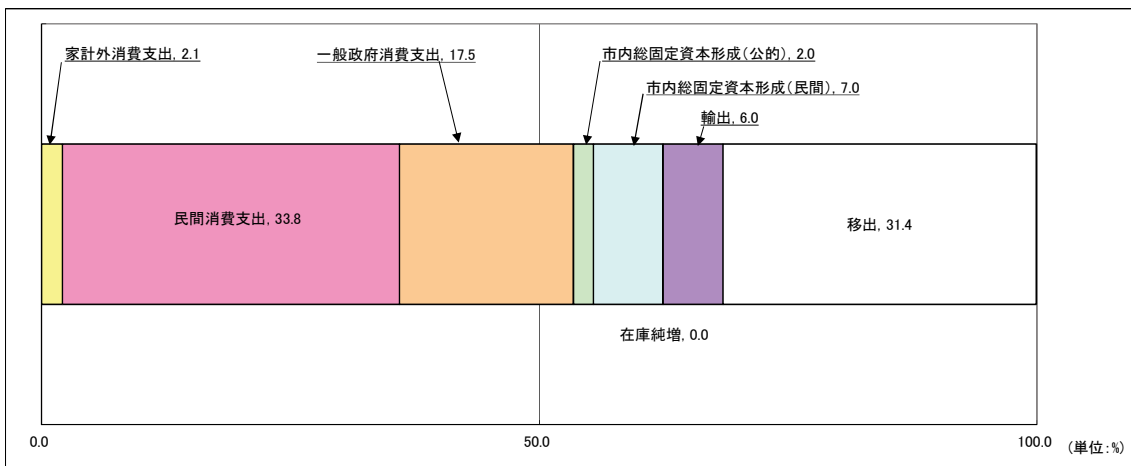 家計外消費支出, 2.1
一般政府消費支出, 17.5
市内総固定資本形成(公的), 2.0
市内総固定資本形成(民間), 7.0
輸出, 6.0
民間消費支出, 33.8
移出, 31.4
在庫純増, 0.0
0.0
50.0
100.0
(単位:%)